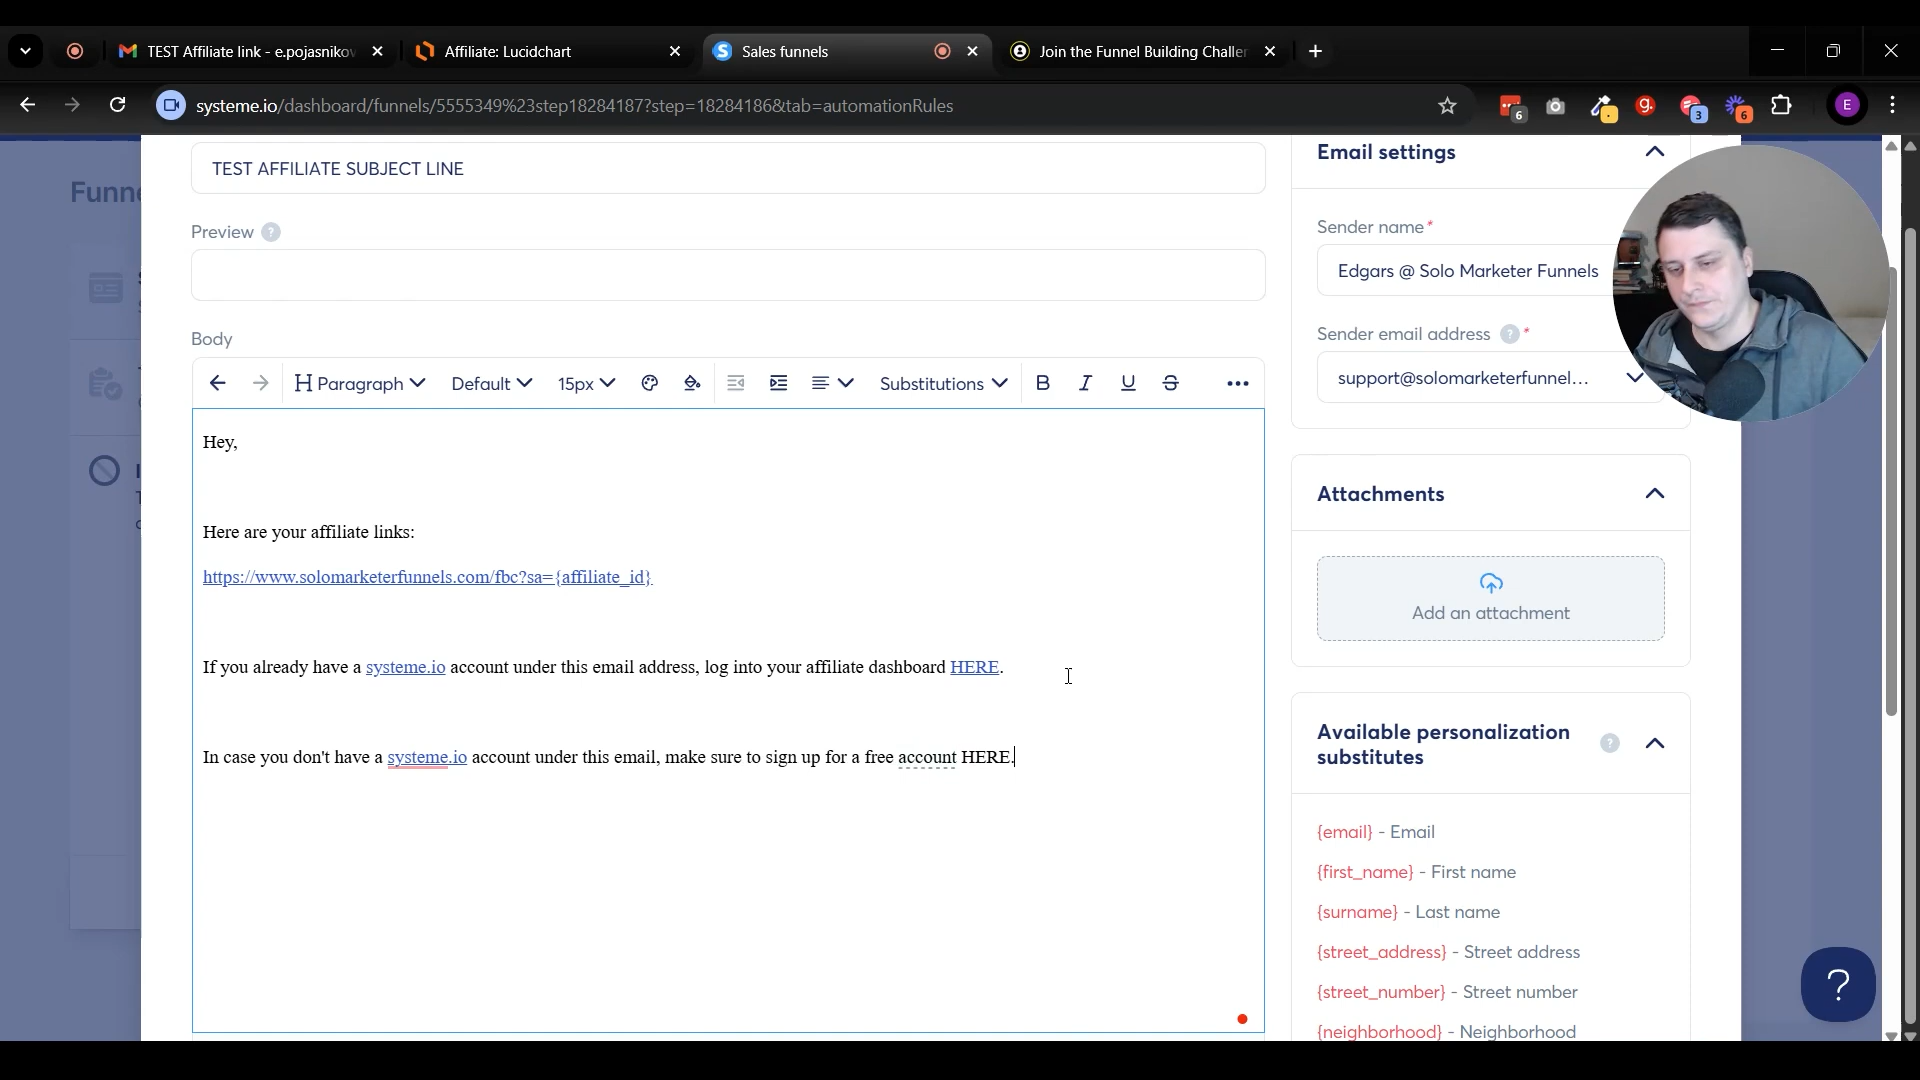 TEST Affiliate link - e.pojasnikov
Affiliate: Lucidchart
Sales funnels
Join the Funnel Building Challen
systeme.io/dashboard/funnels/5555349%23step18284187?step=18284186&tab=automationRules
6
3
6
E
Funn
TEST AFFILIATE SUBJECT LINE
Preview ?
Body
Paragraph Default 15px Substitutions B I U S
Hey,
Here are your affiliate links:
https://www.solomarketerfunnels.com/fbc?sa={affiliate_id}
If you already have a systeme.io account under this email address, log into your affiliate dashboard HERE.
In case you don't have a systeme.io account under this email, make sure to sign up for a free account HERE.
Email settings
Sender name*
Edgars @ Solo Marketer Funnels
Sender email address ? *
support@solomarketerfunnel...
Attachments
Add an attachment
Available personalization
substitutes ?
{email} - Email
{first_name} - First name
{surname} - Last name
{street_address} - Street address
{street_number} - Street number
{neighborhood} - Neighborhood
?